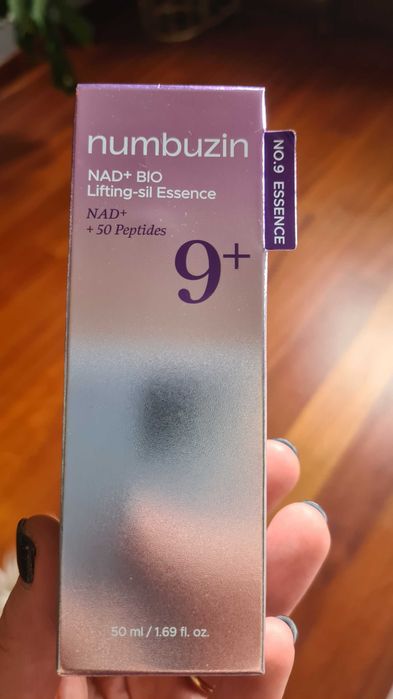 numbuzin
NAD+ BIO
Lifting-sil Essence
NAD+
+ 50 Peptides
9+
NO.9 ESSENCE
50 ml / 1.69 fl. oz.